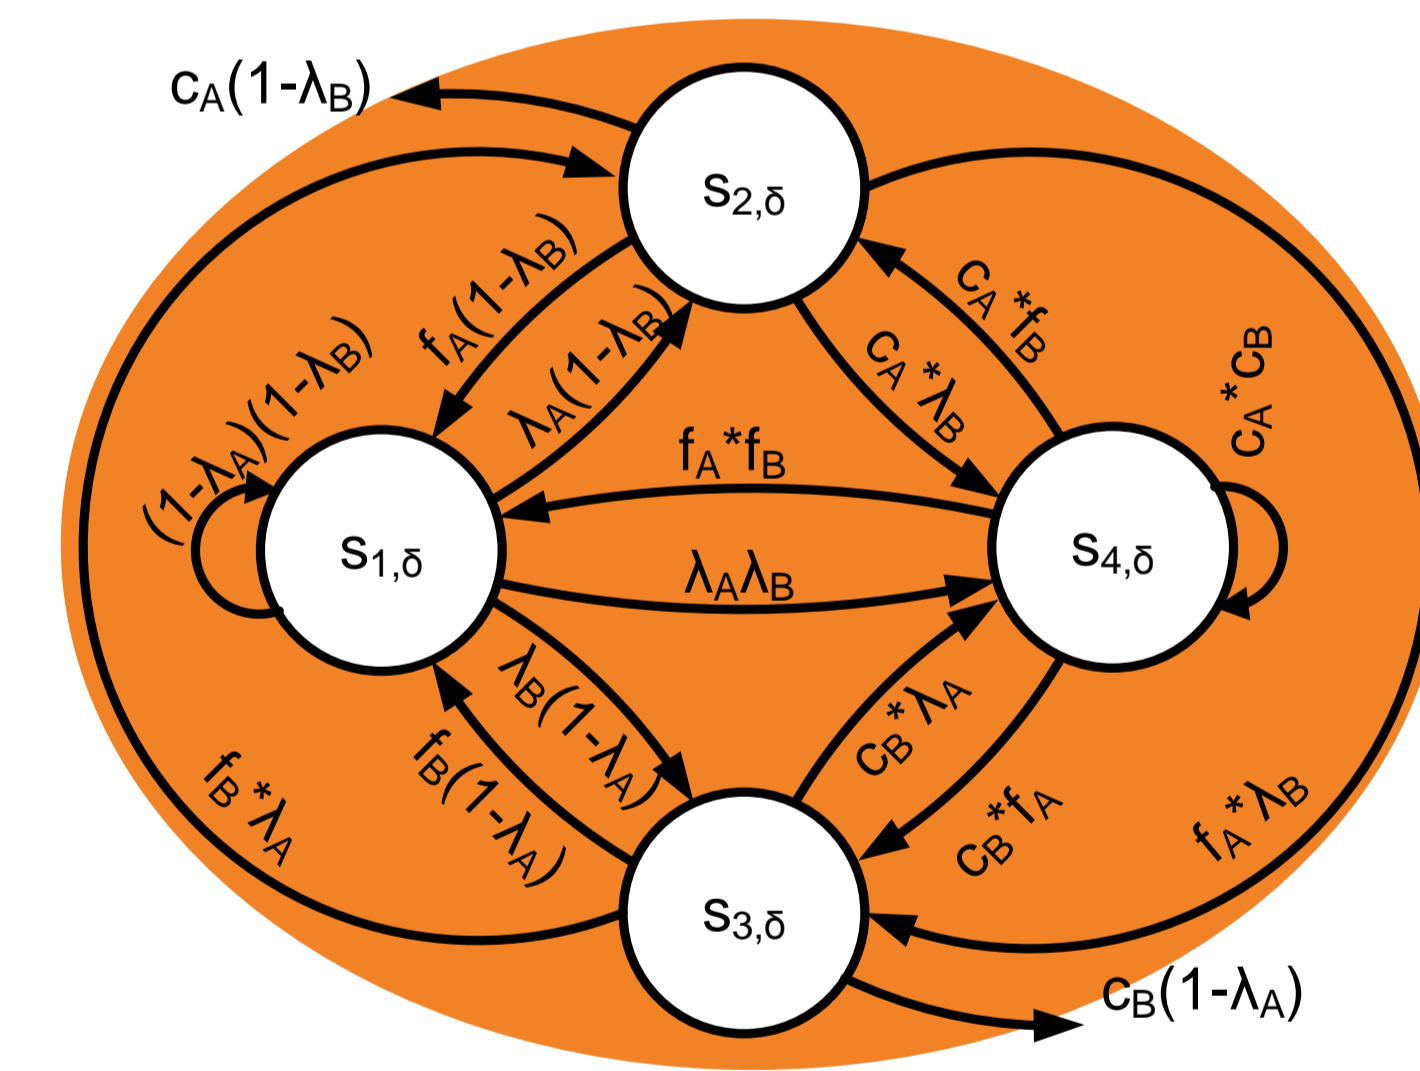 cA(1-λB)
s2,δ
fA(1-λB)
λA(1-λB)
cA*fB
cA*λB
(1-λA)(1-λB)
cA*cB
fA*fB
s1,δ
s4,δ
λAλB
λB(1-λA)
fB(1-λA)
cB*λA
cB*fA
fB*λA
fA*λB
s3,δ
cB(1-λA)